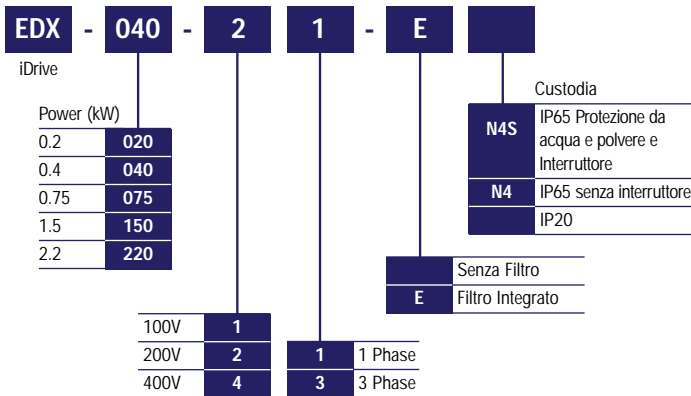 EDX - 040 - 2 1 - E
iDrive
Custodia
Power (kW)
N4S IP65 Protezione da
acqua e polvere e
Interruttore
0.2 020
0.4 040
0.75 075
N4 IP65 senza interruttore
1.5 150
IP20
2.2 220
Senza Filtro
E Filtro Integrato
100V 1
200V 2 1 1 Phase
400V 4 3 3 Phase